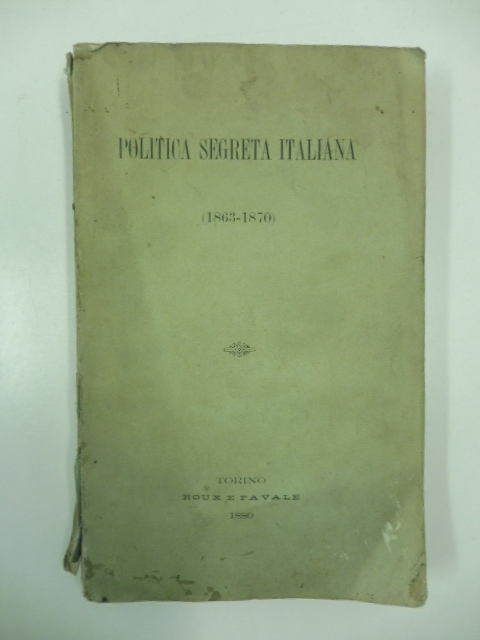 POLITICA SEGRETA ITALIANA
(1863-1870)
TORINO
ROUX E FAVALE
1880